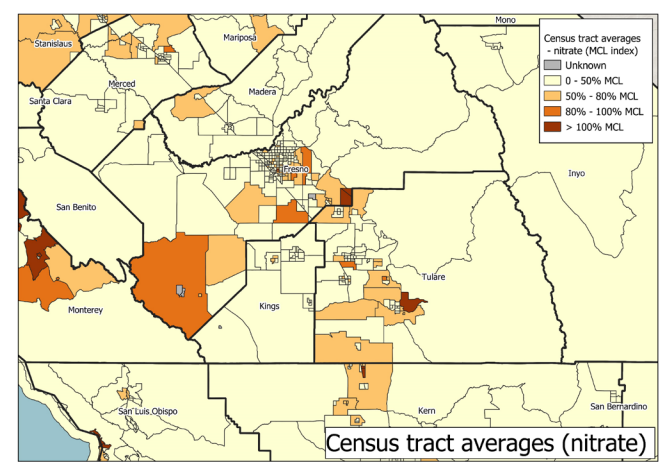 Mono
Census tract averages
- nitrate (MCL index)
Unknown
0 - 50% MCL
50% - 80% MCL
80% - 100% MCL
> 100% MCL
Stanislaus
Mariposa
Merced
Madera
Santa Clara
Fresno
Inyo
San Benito
Tulare
Kings
Monterey
San Luis Obispo
Kern
San Bernardino
Census tract averages (nitrate)